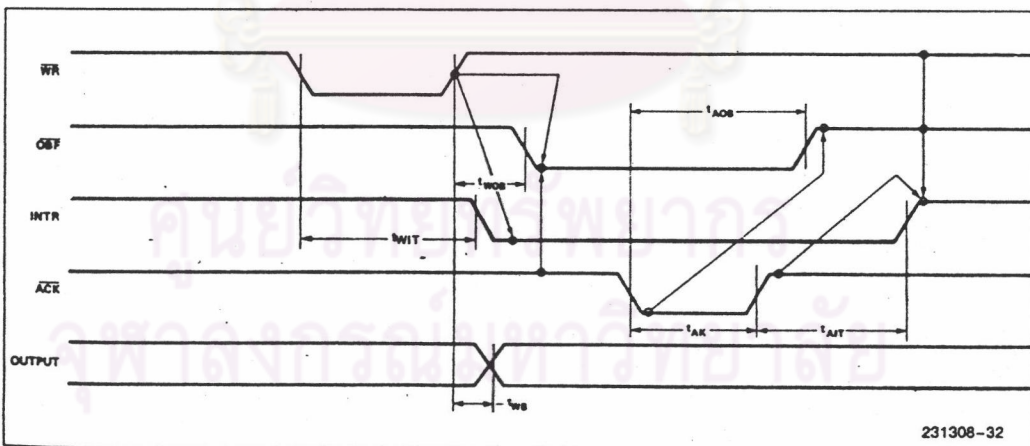 WR
OBF
INTR
ACK
OUTPUT
tAOB
tWOB
tWIT
tAK
tAIT
tWB
231308-32
ศูนย์วิทยทรัพยากร
จุฬาลงกรณ์มหาวิทยาลัย